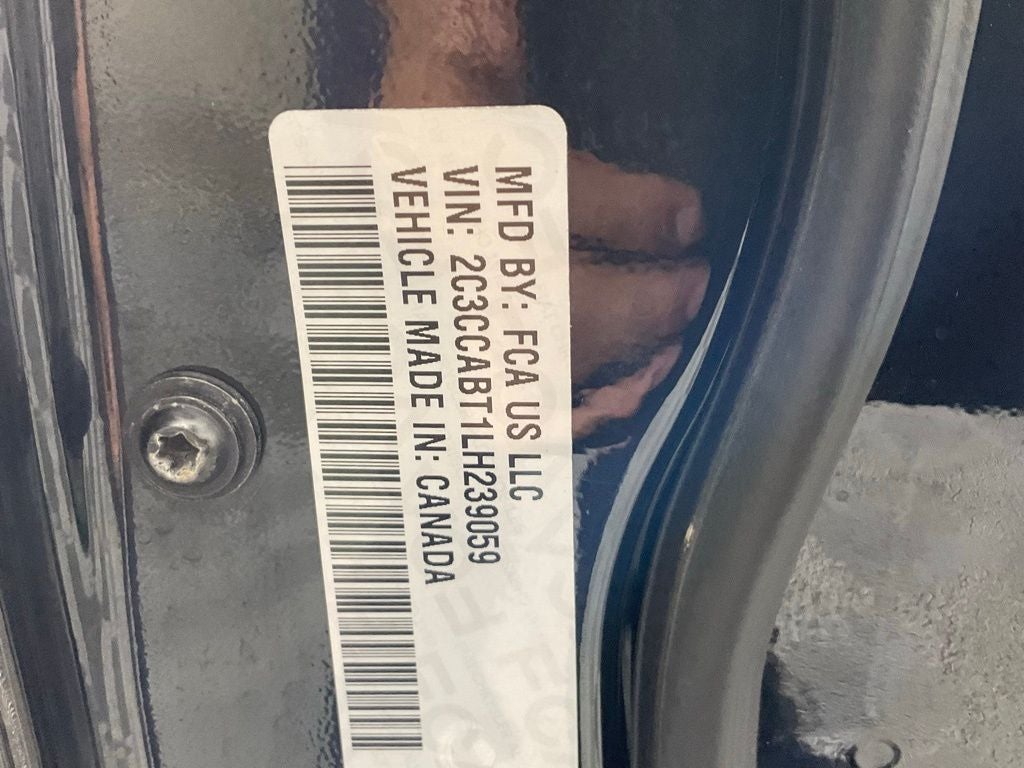 MFD BY: FCA US LLC
VIN: 2C3CCABT1LH239059
VEHICLE MADE IN: CANADA